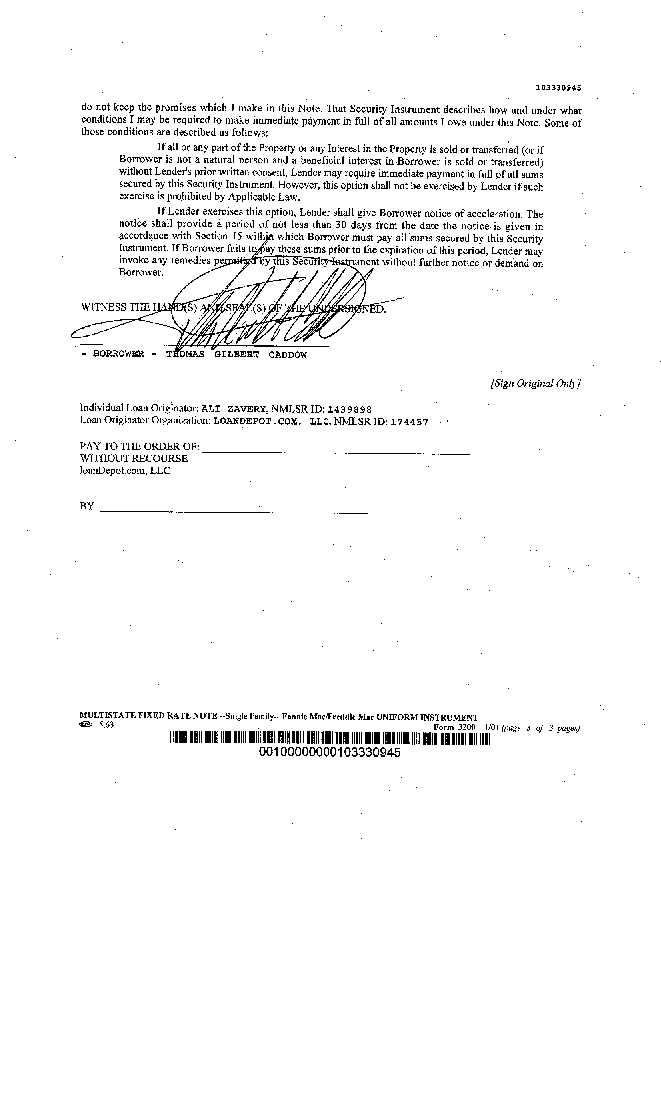 103330945
do not keep the promises which I make in this Note. That Security Instrument describes how and under what
conditions I may be required to make immediate payment in full of all amounts I owe under this Note. Some of
those conditions are described as follows:
If all or any part of the Property or any Interest in the Property is sold or transferred (or if
Borrower is not a natural person and a beneficial interest in Borrower is sold or transferred)
without Lender's prior written consent, Lender may require immediate payment in full of all sums
secured by this Security Instrument. However, this option shall not be exercised by Lender if such
exercise is prohibited by Applicable Law.
If Lender exercises this option, Lender shall give Borrower notice of acceleration. The
notice shall provide a period of not less than 30 days from the date the notice is given in
accordance with Section 15 within which Borrower must pay all sums secured by this Security
Instrument. If Borrower fails to pay these sums prior to the expiration of this period, Lender may
invoke any remedies permitted by this Security Instrument without further notice or demand on
Borrower.
WITNESS THE HAND(S) AND SEAL(S) OF THE UNDERSIGNED.
- BORROWER - THOMAS GILBERT CADDOW
[Sign Original Only]
Individual Loan Originator: ALI ZAVERY, NMLSR ID: 1439898
Loan Originator Organization: LOANDEPOT.COM, LLC, NMLSR ID: 174457
PAY TO THE ORDER OF:
WITHOUT RECOURSE
loanDepot.com, LLC
BY
MULTISTATE FIXED RATE NOTE--Single Family--Fannie Mae/Freddie Mac UNIFORM INSTRUMENT
Form 3200 1/01 (page 3 of 3 pages)
00100000000103330945